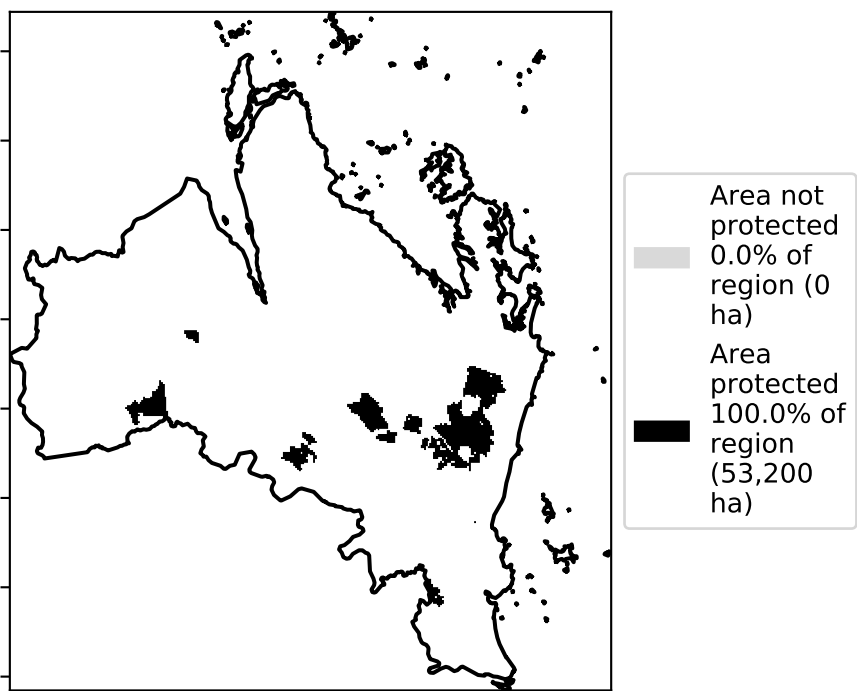 Area not
protected
0.0% of
region (0
ha)
Area
protected
100.0% of
region
(53,200
ha)